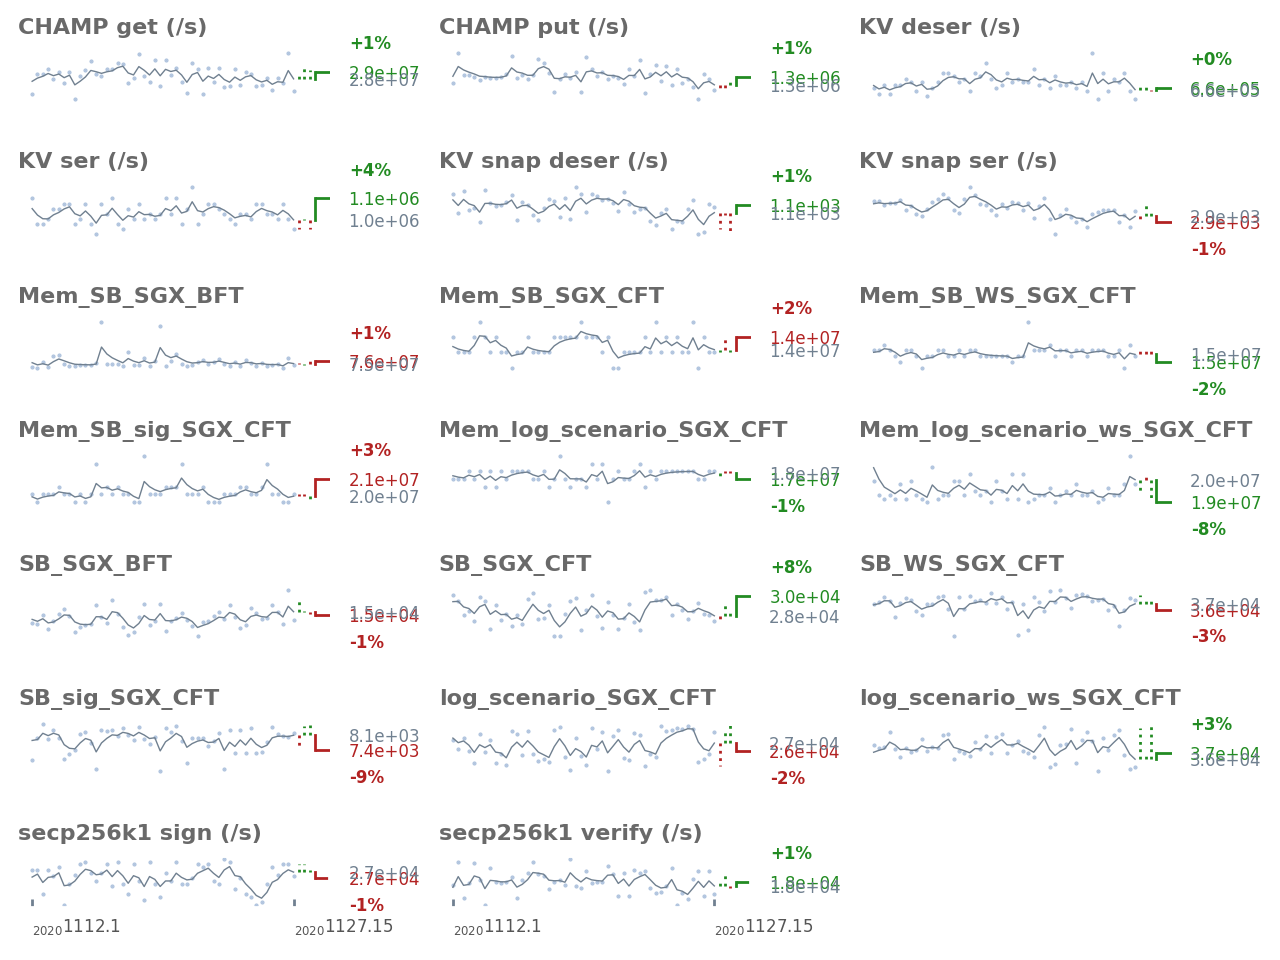 CHAMP get (/s)
+1%
2.9e+07
2.8e+07
CHAMP put (/s)
+1%
1.3e+06
1.3e+06
KV deser (/s)
+0%
6.6e+05
6.6e+05
KV ser (/s)
+4%
1.1e+06
1.0e+06
KV snap deser (/s)
+1%
1.1e+03
1.1e+03
KV snap ser (/s)
2.9e+03
2.9e+03
-1%
Mem_SB_SGX_BFT
+1%
7.6e+07
7.5e+07
Mem_SB_SGX_CFT
+2%
1.4e+07
1.4e+07
Mem_SB_WS_SGX_CFT
1.5e+07
1.5e+07
-2%
Mem_SB_sig_SGX_CFT
+3%
2.1e+07
2.0e+07
Mem_log_scenario_SGX_CFT
1.8e+07
1.7e+07
-1%
Mem_log_scenario_ws_SGX_CFT
2.0e+07
1.9e+07
-8%
SB_SGX_BFT
1.5e+04
1.5e+04
-1%
SB_SGX_CFT
+8%
3.0e+04
2.8e+04
SB_WS_SGX_CFT
3.7e+04
3.6e+04
-3%
SB_sig_SGX_CFT
8.1e+03
7.4e+03
-9%
log_scenario_SGX_CFT
2.7e+04
2.6e+04
-2%
log_scenario_ws_SGX_CFT
+3%
3.7e+04
3.6e+04
secp256k1 sign (/s)
2.7e+04
2.7e+04
-1%
secp256k1 verify (/s)
+1%
1.8e+04
1.8e+04
2020 1112.1
2020 1127.15
2020 1112.1
2020 1127.15